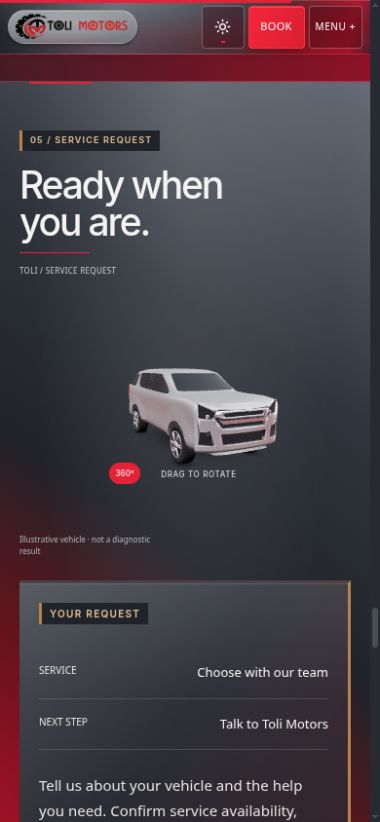 TOLI MOTORS
BOOK
MENU +
05 / SERVICE REQUEST
Ready when
you are.
TOLI / SERVICE REQUEST
360°
DRAG TO ROTATE
Illustrative vehicle · not a diagnostic
result
YOUR REQUEST
SERVICE
Choose with our team
NEXT STEP
Talk to Toli Motors
Tell us about your vehicle and the help
you need. Confirm service availability,